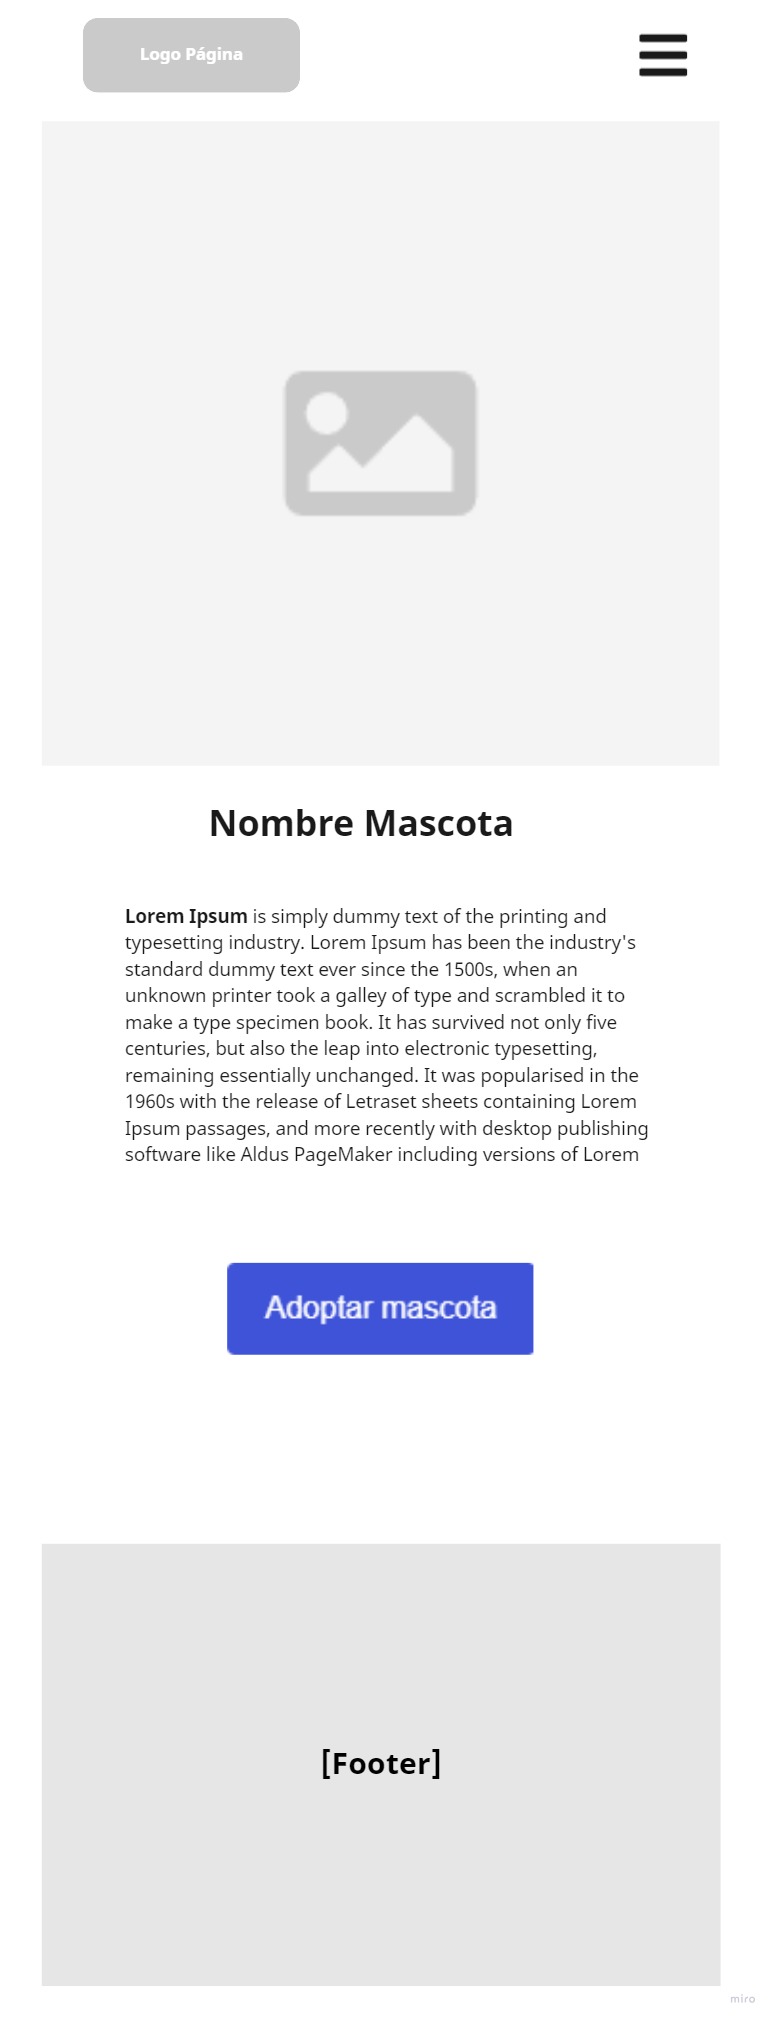 Logo Página
Nombre Mascota
Lorem Ipsum is simply dummy text of the printing and
typesetting industry. Lorem Ipsum has been the industry's
standard dummy text ever since the 1500s, when an
unknown printer took a galley of type and scrambled it to
make a type specimen book. It has survived not only five
centuries, but also the leap into electronic typesetting,
remaining essentially unchanged. It was popularised in the
1960s with the release of Letraset sheets containing Lorem
Ipsum passages, and more recently with desktop publishing
software like Aldus PageMaker including versions of Lorem
Adoptar mascota
[Footer]
miro